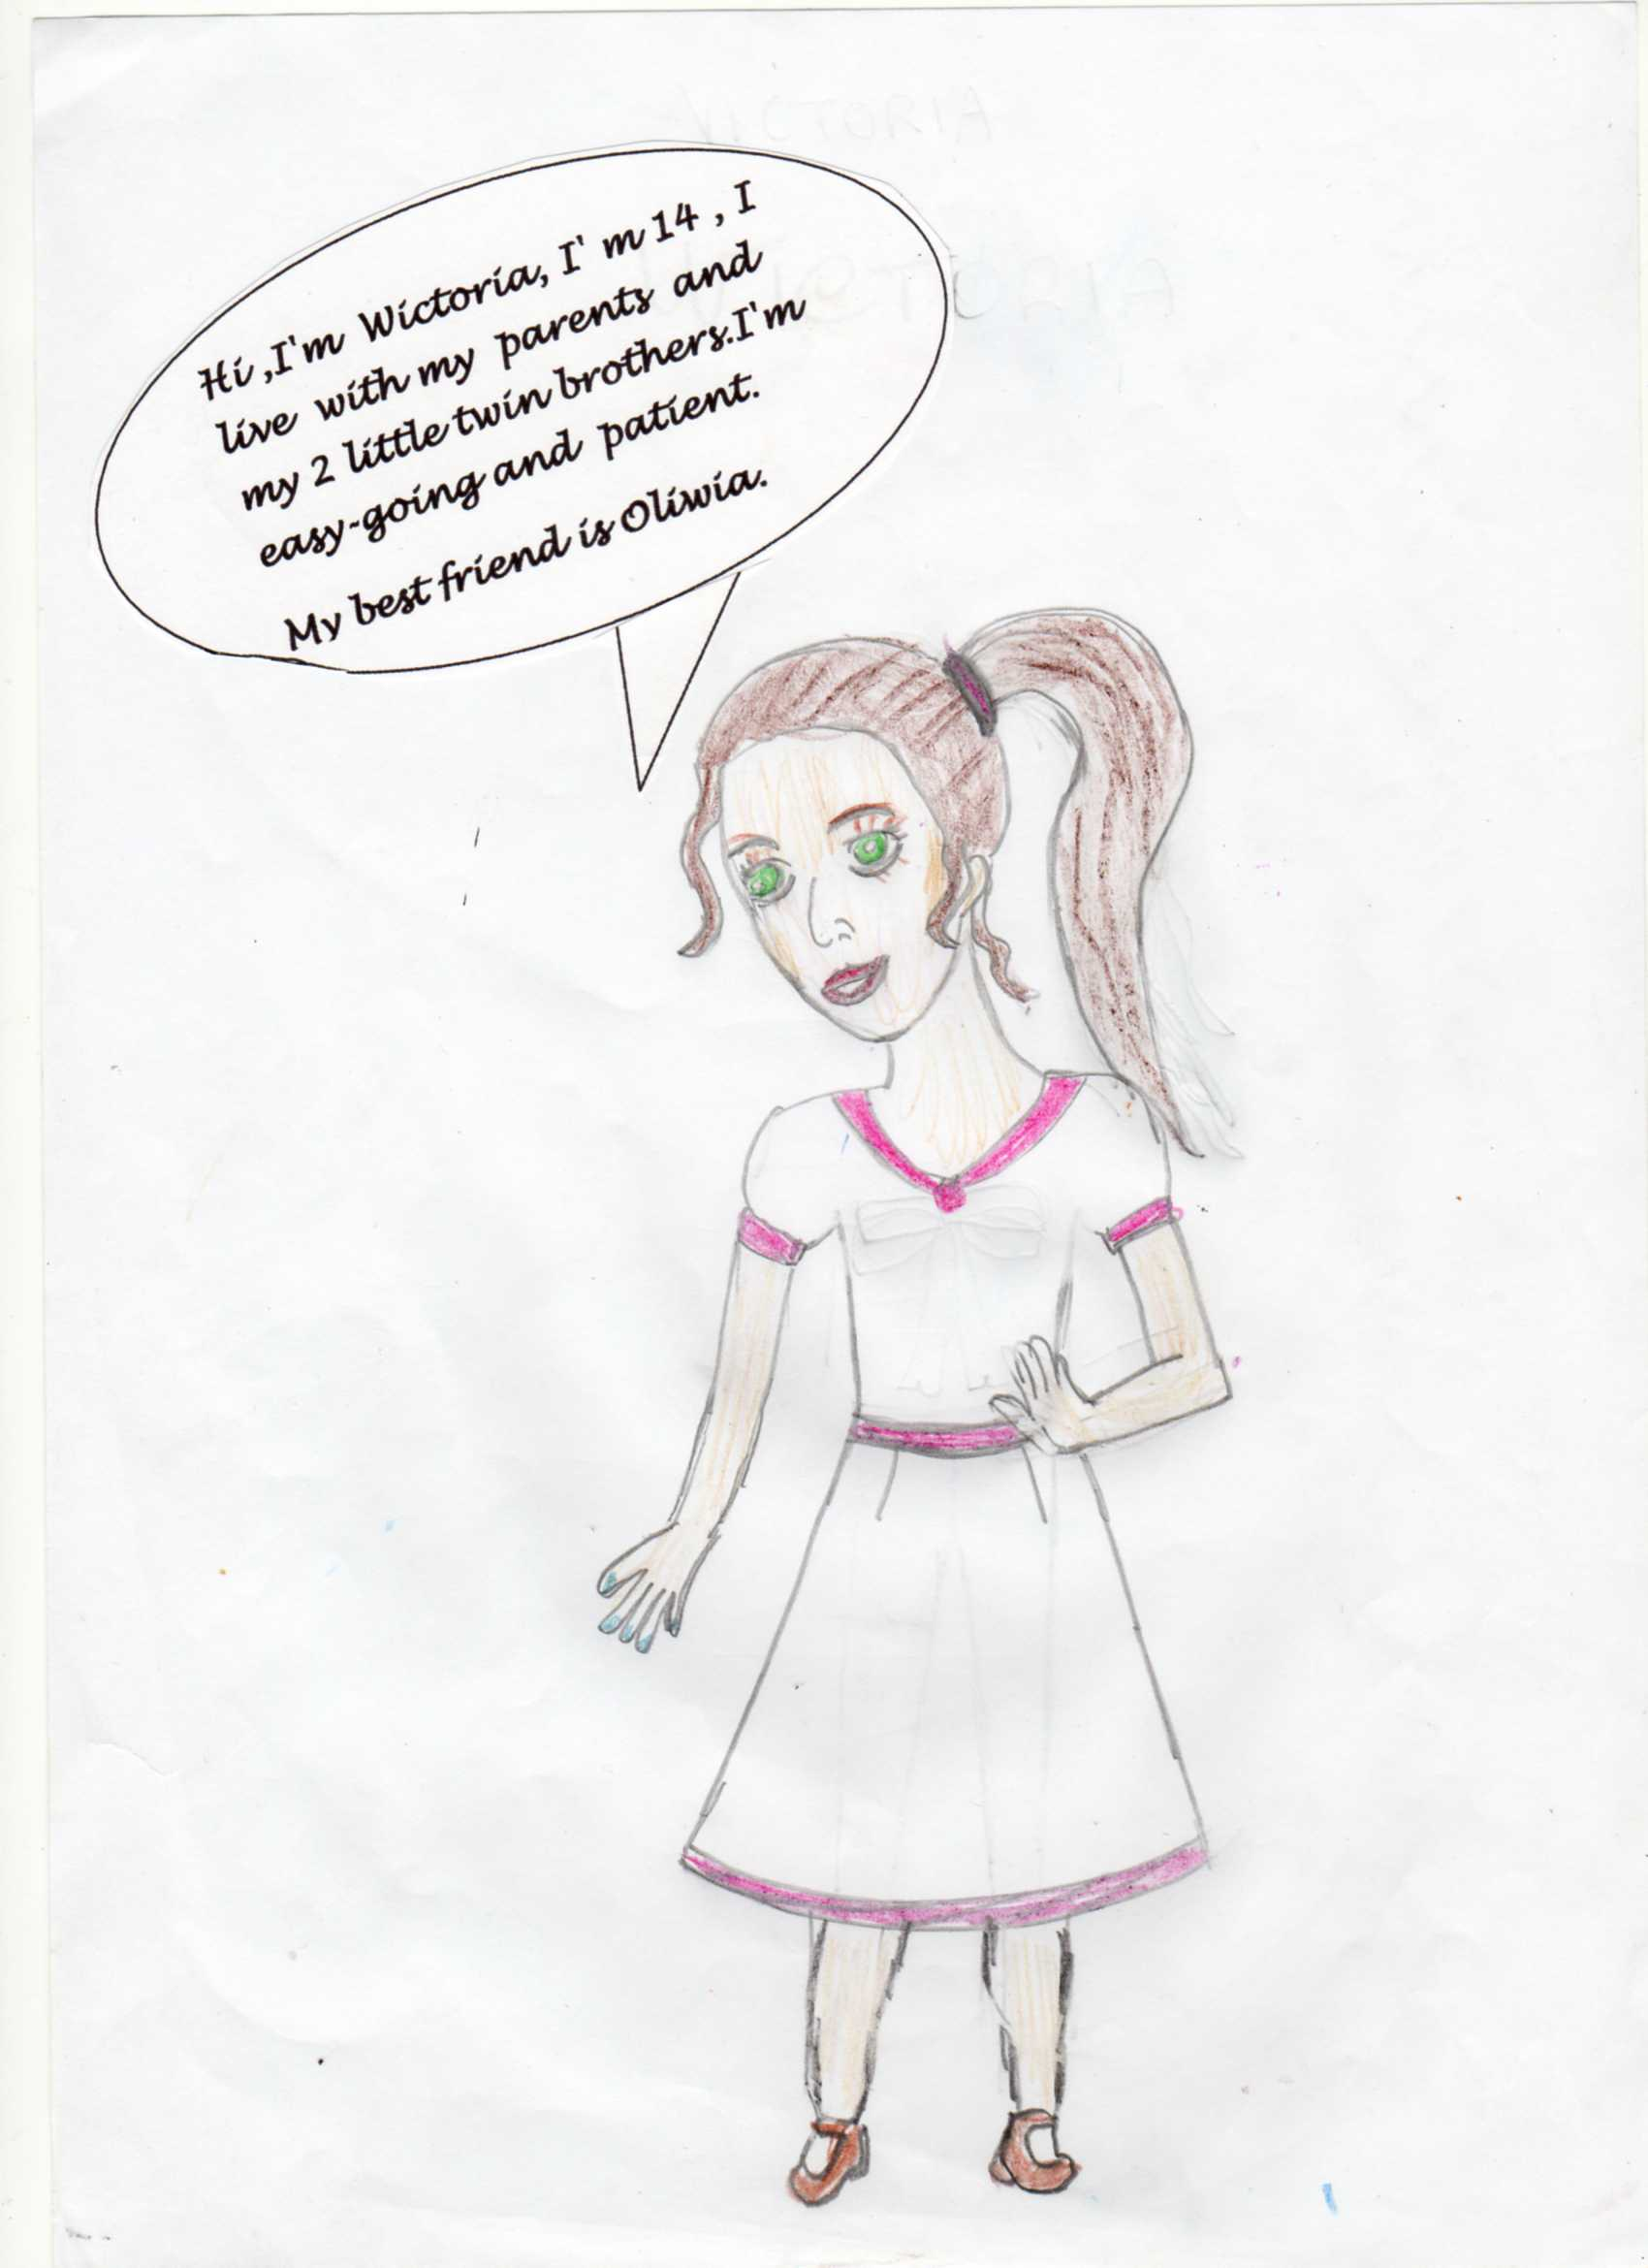 VICTORIA
Hi ,I'm Wictoria, I' m 14 , I
live with my parents and
my 2 little twin brothers.I'm
easy-going and patient.
My best friend is Oliwia.